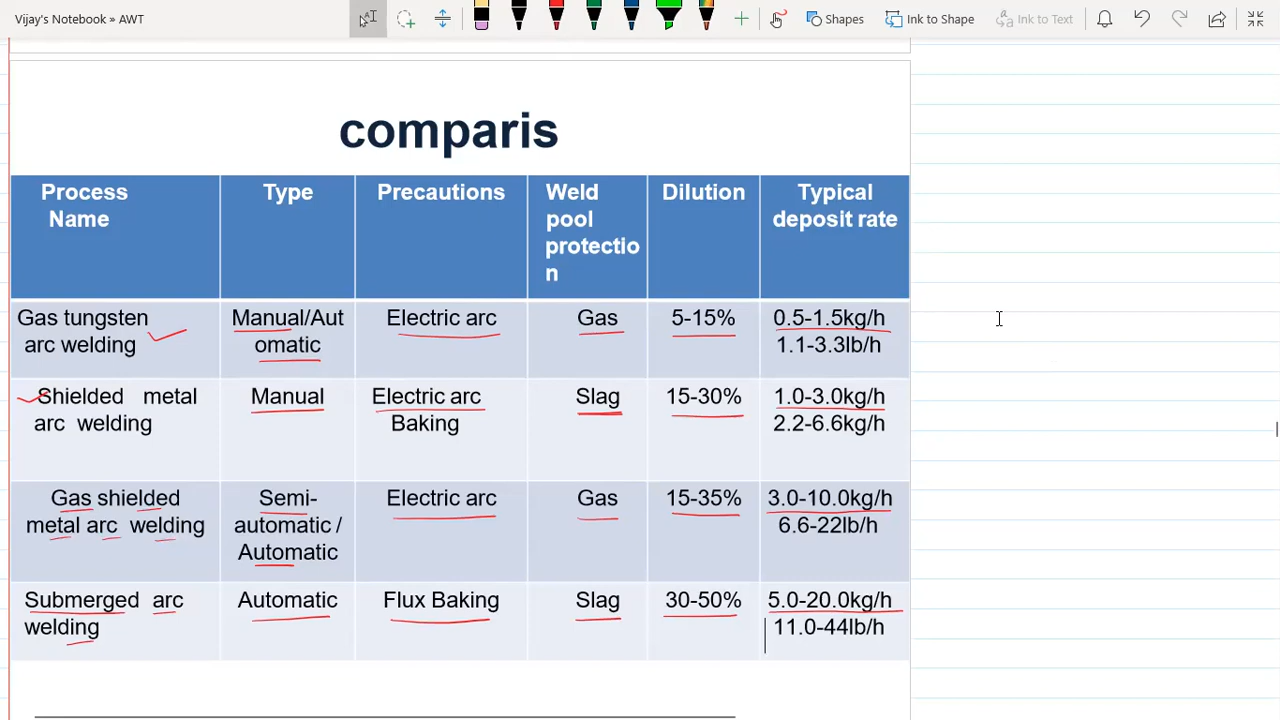 Vijay's Notebook » AWT
Shapes
Ink to Shape
Ink to Text
comparis
Process Name
Type
Precautions
Weld pool protectio n
Dilution
Typical deposit rate
Gas tungsten arc welding
Manual/Aut omatic
Electric arc
Gas
5-15%
0.5-1.5kg/h
1.1-3.3lb/h
Shielded metal arc welding
Manual
Electric arc Baking
Slag
15-30%
1.0-3.0kg/h
2.2-6.6kg/h
Gas shielded metal arc welding
Semi-automatic / Automatic
Electric arc
Gas
15-35%
3.0-10.0kg/h
6.6-22lb/h
Submerged arc welding
Automatic
Flux Baking
Slag
30-50%
5.0-20.0kg/h
11.0-44lb/h